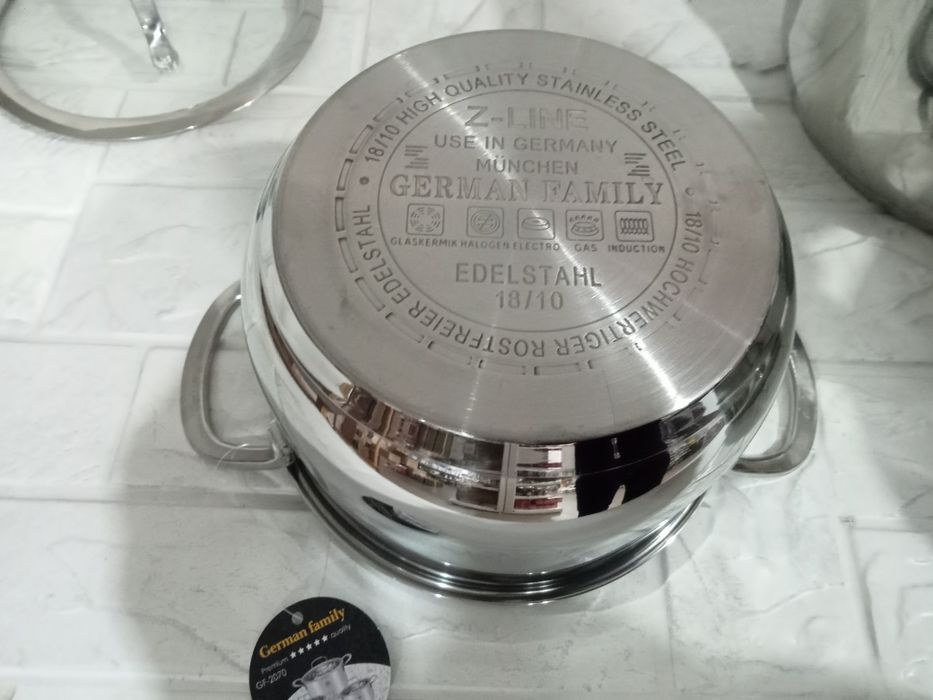 18/10 HIGH QUALITY STAINLESS STEEL
Z-LINE
USE IN GERMANY
MÜNCHEN
GERMAN FAMILY
GLASKERMIK HALOGEN ELECTRO GAS INDUCTION
EDELSTAHL
18/10
18/10 HOCHWERTIGER ROSTFREIER EDELSTAHL
German family
Premium ★★★★★ quality
GF-2070